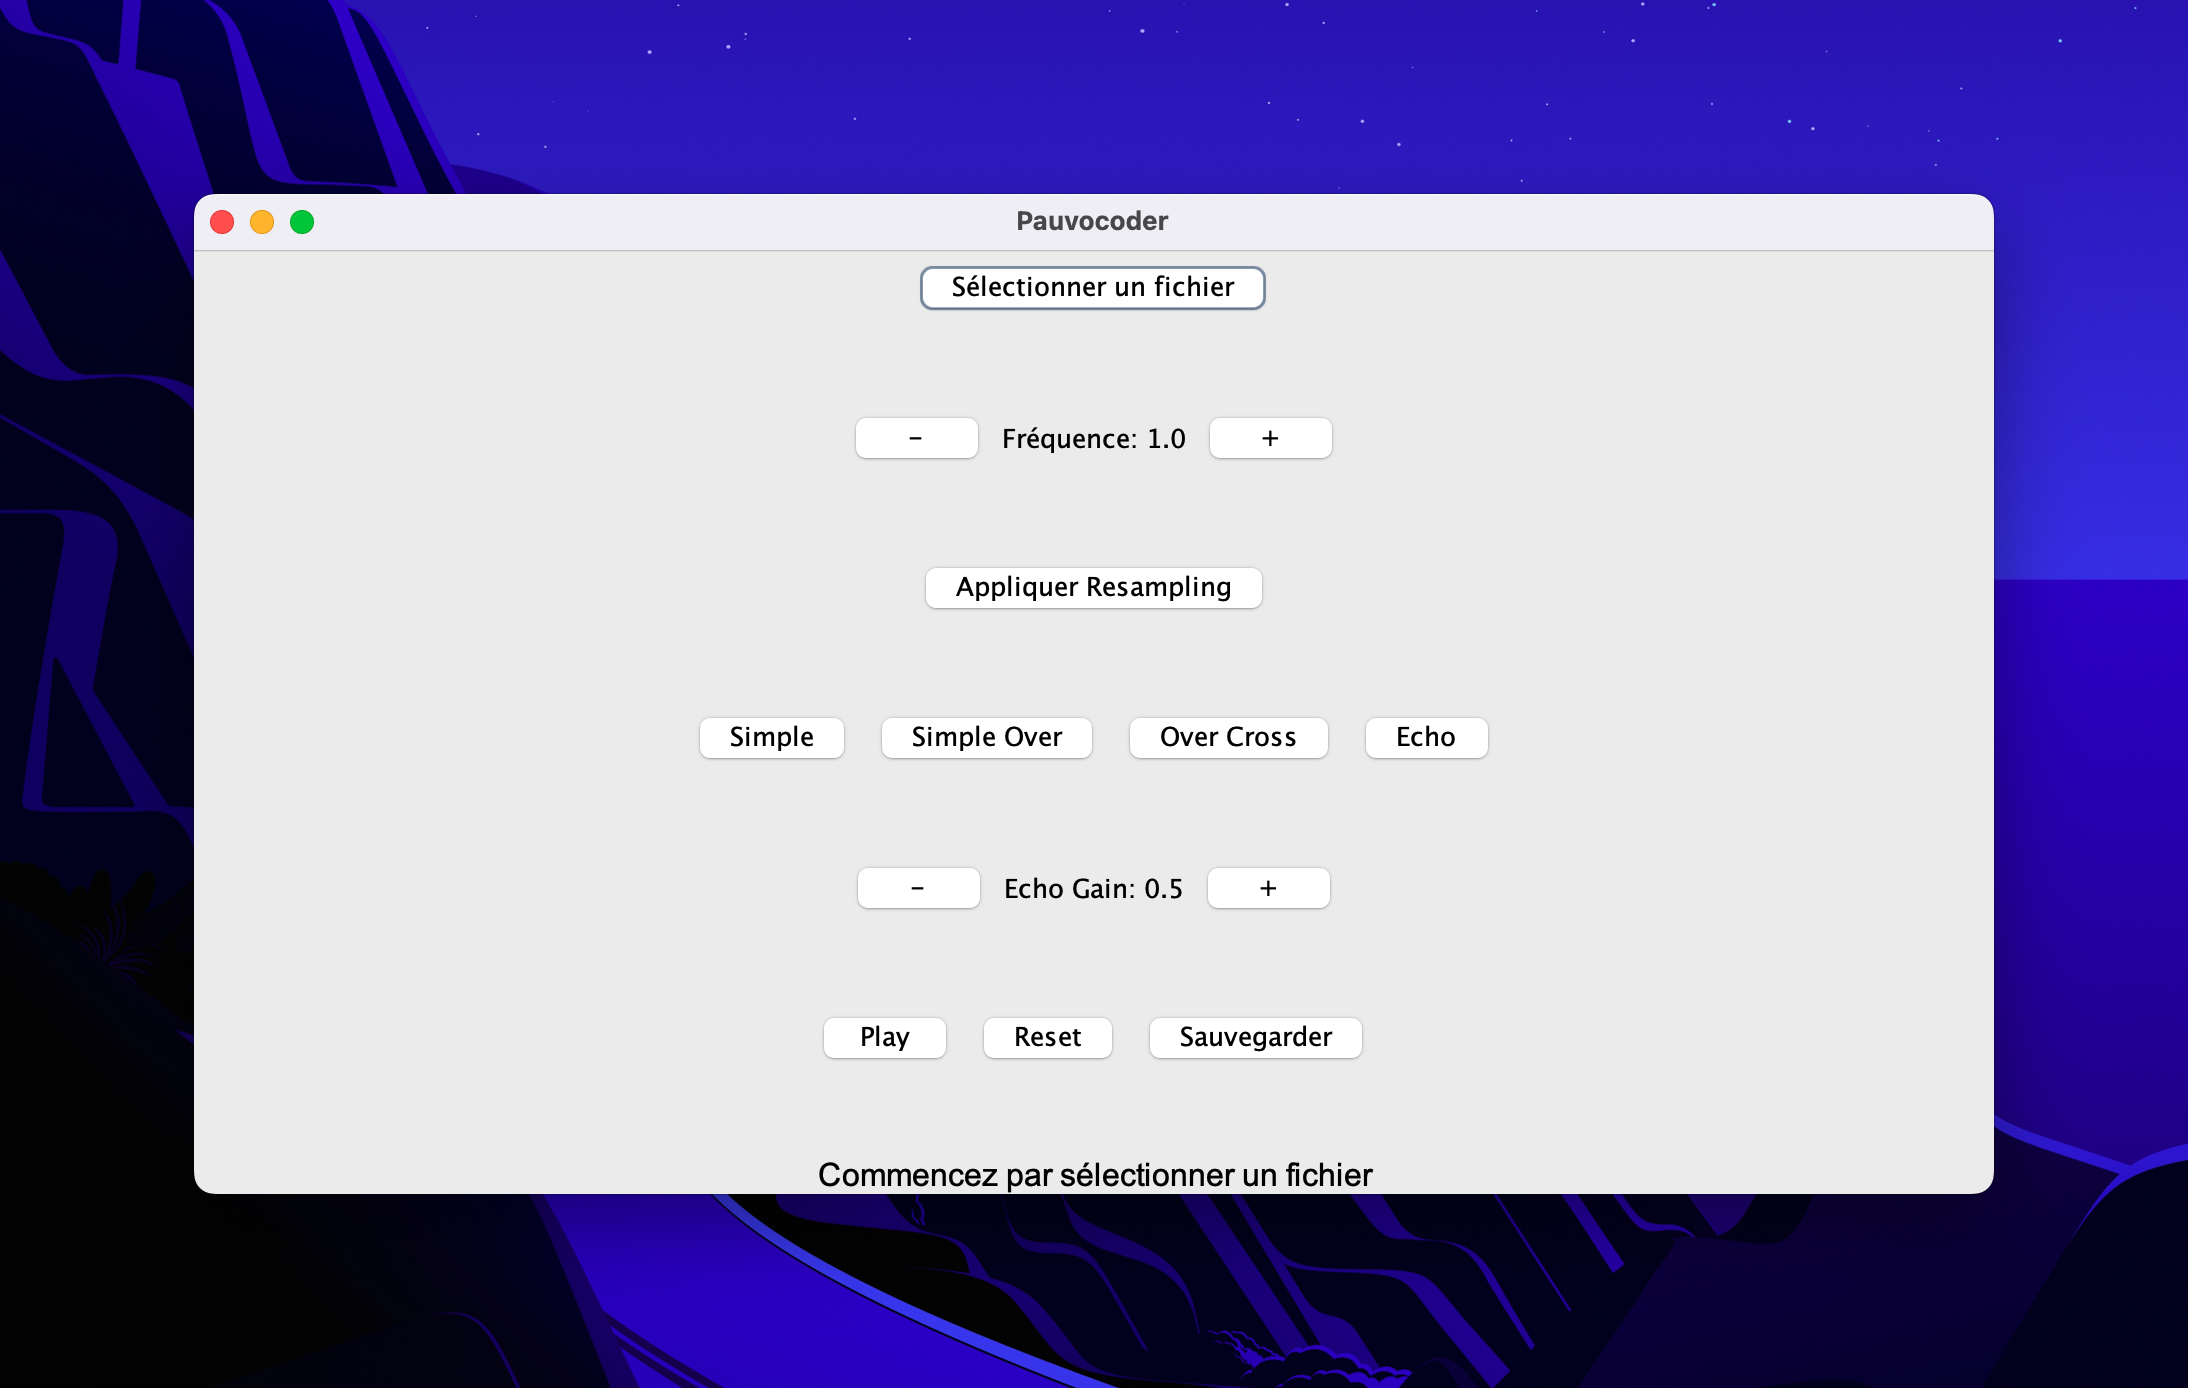 Pauvocoder
Sélectionner un fichier
- Fréquence: 1.0 +
Appliquer Resampling
Simple Simple Over Over Cross Echo
- Echo Gain: 0.5 +
Play Reset Sauvegarder
Commencez par sélectionner un fichier